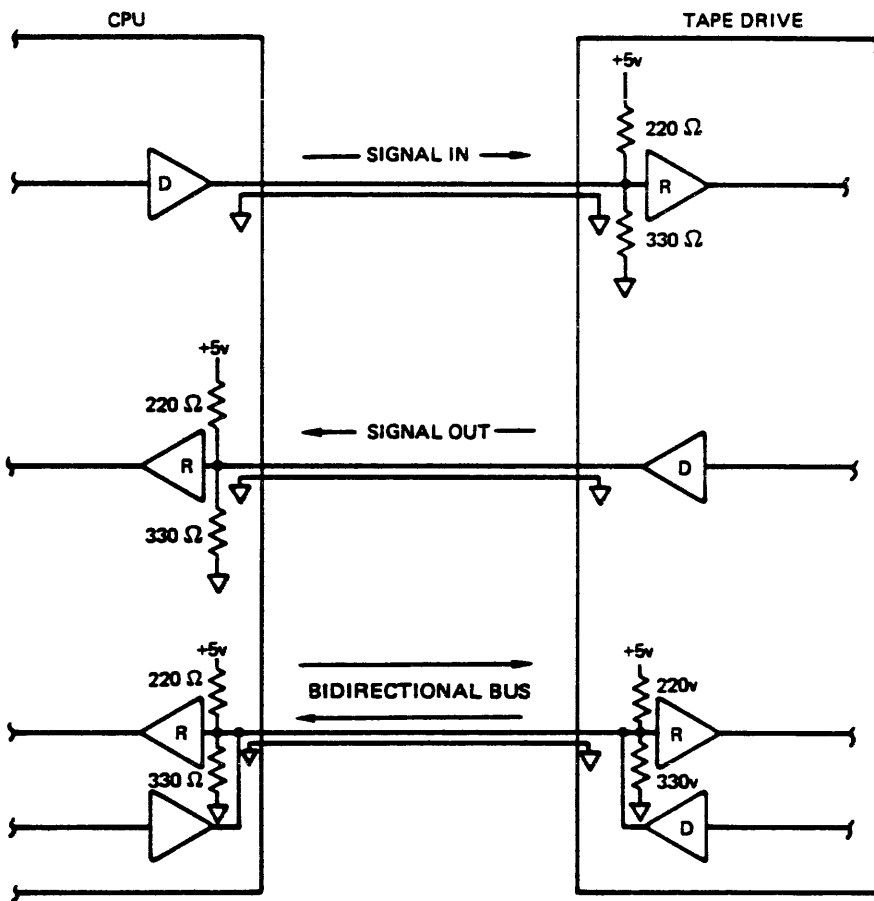 CPU
TAPE DRIVE
+5v
220 Ω
SIGNAL IN
D
R
330 Ω
+5v
220 Ω
SIGNAL OUT
R
D
330 Ω
+5v
220 Ω
+5v
220v
BIDIRECTIONAL BUS
R
R
330 Ω
330v
D